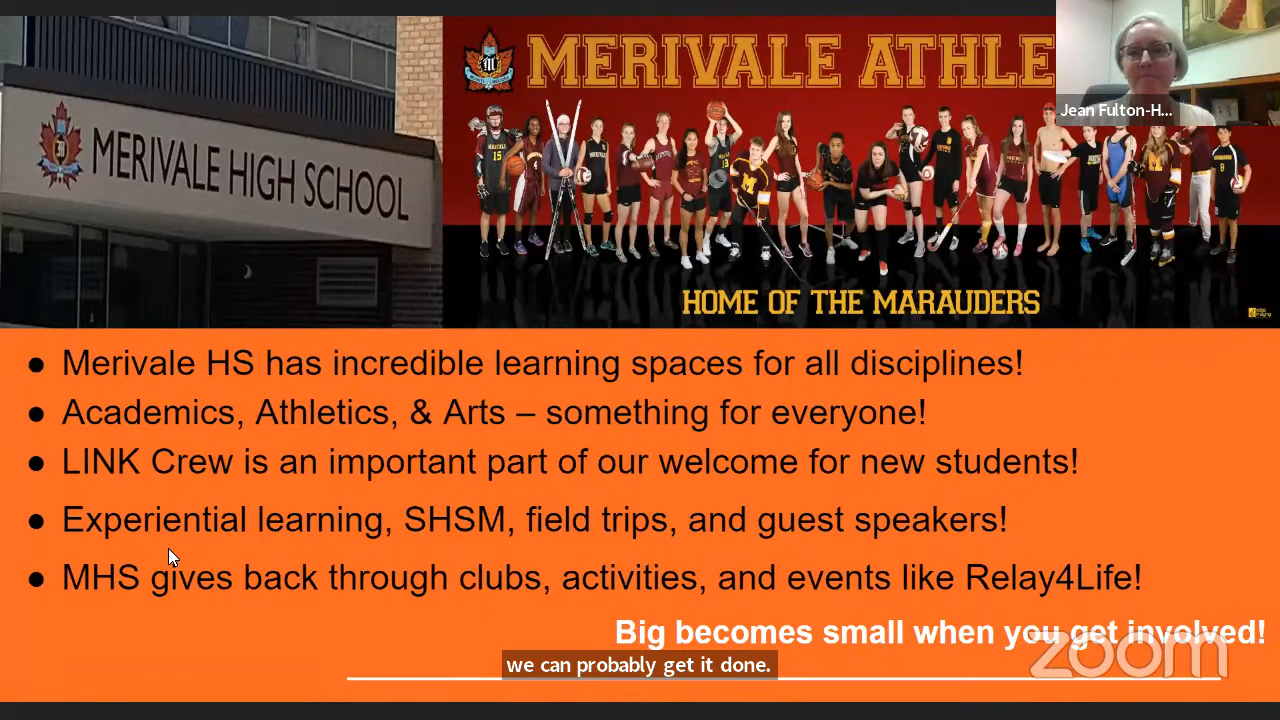 MERIVALE HIGH SCHOOL
MERIVALE ATHLE
Jean Fulton-H...
15
M
HOME OF THE MARAUDERS
● Merivale HS has incredible learning spaces for all disciplines!
● Academics, Athletics, & Arts – something for everyone!
● LINK Crew is an important part of our welcome for new students!
● Experiential learning, SHSM, field trips, and guest speakers!
● MHS gives back through clubs, activities, and events like Relay4Life!
Big becomes small when you get involved!
we can probably get it done.
zoom